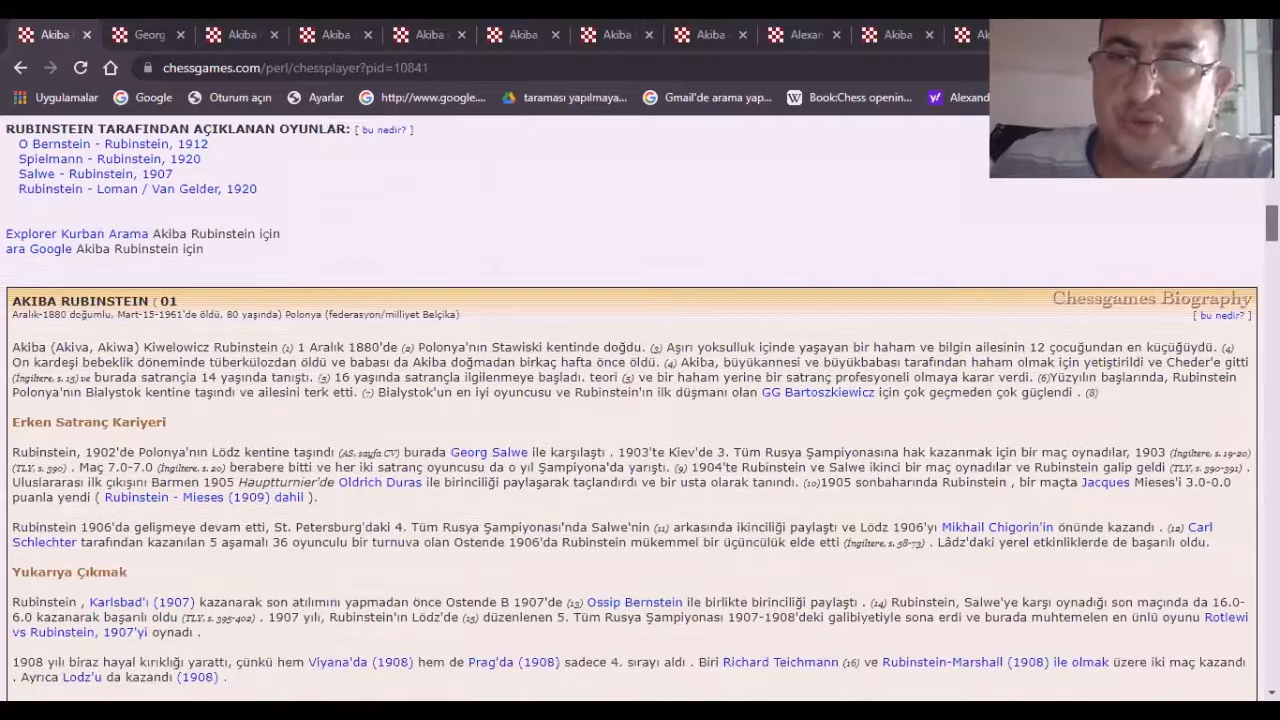 Akiba
Georg
Akiba
Akiba
Akiba
Akiba
Akiba
Akiba
Alexan
Akiba
Ak
chessgames.com/perl/chessplayer?pid=10841
Uygulamalar
Google
Oturum açın
Ayarlar
http://www.google....
taraması yapılmaya...
Gmail'de arama yap...
Book:Chess openin...
Alexand
RUBINSTEIN TARAFINDAN AÇIKLANAN OYUNLAR: [ bu nedir? ]
O Bernstein - Rubinstein, 1912
Spielmann - Rubinstein, 1920
Salwe - Rubinstein, 1907
Rubinstein - Loman / Van Gelder, 1920
Explorer Kurban Arama Akiba Rubinstein için
ara Google Akiba Rubinstein için
AKIBA RUBINSTEIN ( 01
Chessgames Biography
Aralık-1880 doğumlu, Mart-15-1961'de öldü, 80 yaşında) Polonya (federasyon/milliyet Belçika)
[ bu nedir? ]
Akiba (Akiva, Akiwa) Kiwelowicz Rubinstein (1) 1 Aralık 1880'de (2) Polonya'nın Stawiski kentinde doğdu. (3) Aşırı yoksulluk içinde yaşayan bir haham ve bilgin ailesinin 12 çocuğundan en küçüğüydü. (4)
On kardeşi bebeklik döneminde tüberkülozdan öldü ve babası da Akiba doğmadan birkaç hafta önce öldü. (4) Akiba, büyükannesi ve büyükbabası tarafından haham olmak için yetiştirildi ve Cheder'e gitti
(İngiltere, s. 15) ve burada satrançla 14 yaşında tanıştı. (5) 16 yaşında satrançla ilgilenmeye başladı. teori (5) ve bir haham yerine bir satranç profesyoneli olmaya karar verdi. (6)Yüzyılın başlarında, Rubinstein
Polonya'nın Bialystok kentine taşındı ve ailesini terk etti. (7) Bialystok'un en iyi oyuncusu ve Rubinstein'ın ilk düşmanı olan GG Bartoszkiewicz için çok geçmeden çok güçlendi . (8)
Erken Satranç Kariyeri
Rubinstein, 1902'de Polonya'nın Lödz kentine taşındı (AS, sayfa CV) burada Georg Salwe ile karşılaştı . 1903'te Kiev'de 3. Tüm Rusya Şampiyonasına hak kazanmak için bir maç oynadılar, 1903 (İngiltere, s. 19-20)
(TLY, s. 390) . Maç 7.0-7.0 (İngiltere, s. 20) berabere bitti ve her iki satranç oyuncusu da o yıl Şampiyona'da yarıştı. (9) 1904'te Rubinstein ve Salwe ikinci bir maç oynadılar ve Rubinstein galip geldi (TLY, s. 390-391) .
Uluslararası ilk çıkışını Barmen 1905 Hauptturnier'de Oldrich Duras ile birinciliği paylaşarak taçlandırdı ve bir usta olarak tanındı. (10)1905 sonbaharında Rubinstein , bir maçta Jacques Mieses'i 3.0-0.0
puanla yendi ( Rubinstein - Mieses (1909) dahil ).
Rubinstein 1906'da gelişmeye devam etti, St. Petersburg'daki 4. Tüm Rusya Şampiyonası'nda Salwe'nin (11) arkasında ikinciliği paylaştı ve Lödz 1906'yı Mikhail Chigorin'in önünde kazandı . (12) Carl
Schlechter tarafından kazanılan 5 aşamalı 36 oyunculu bir turnuva olan Ostende 1906'da Rubinstein mükemmel bir üçüncülük elde etti (İngiltere, s. 58-73) . Lâdz'daki yerel etkinliklerde de başarılı oldu.
Yukarıya Çıkmak
Rubinstein , Karlsbad'ı (1907) kazanarak son atılımını yapmadan önce Ostende B 1907'de (13) Ossip Bernstein ile birlikte birinciliği paylaştı . (14) Rubinstein, Salwe'ye karşı oynadığı son maçında da 16.0-
6.0 kazanarak başarılı oldu (TLY, s. 395-402) . 1907 yılı, Rubinstein'ın Lödz'de (15) düzenlenen 5. Tüm Rusya Şampiyonası 1907-1908'deki galibiyetiyle sona erdi ve burada muhtemelen en ünlü oyunu Rotlewi
vs Rubinstein, 1907'yi oynadı .
1908 yılı biraz hayal kırıklığı yarattı, çünkü hem Viyana'da (1908) hem de Prag'da (1908) sadece 4. sırayı aldı . Biri Richard Teichmann (16) ve Rubinstein-Marshall (1908) ile olmak üzere iki maç kazandı
. Ayrıca Lodz'u da kazandı (1908) .